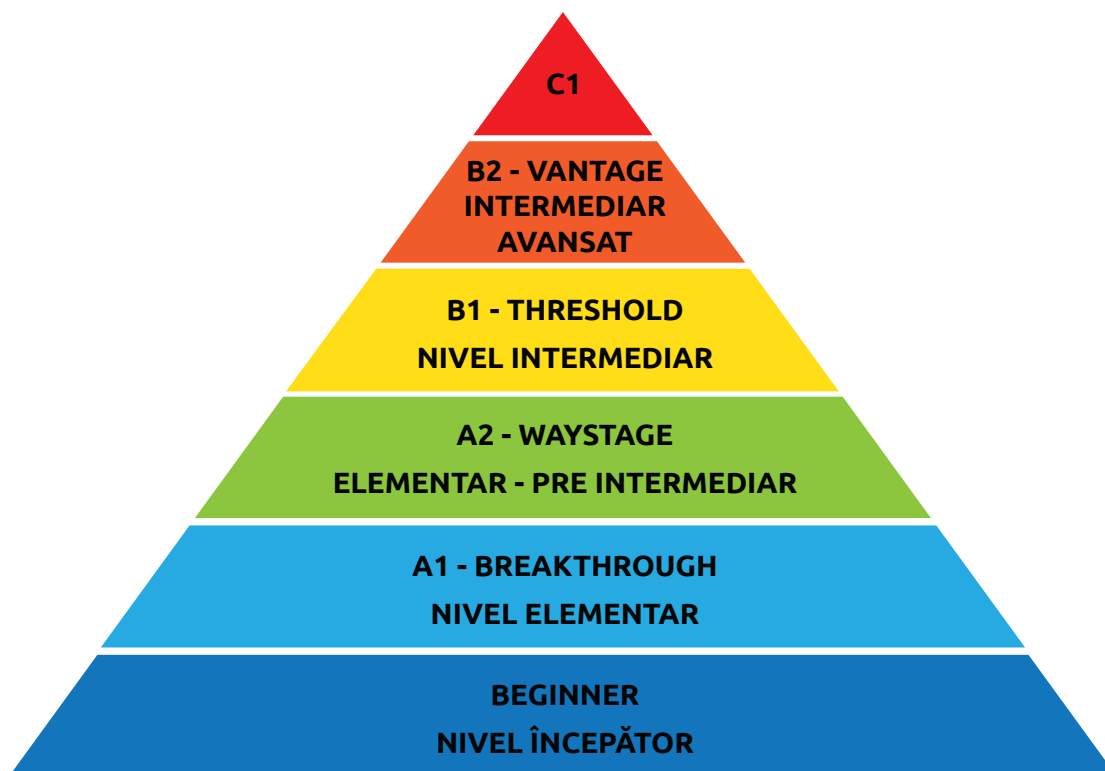 C1
B2 - VANTAGE
INTERMEDIAR
AVANSAT
B1 - THRESHOLD
NIVEL INTERMEDIAR
A2 - WAYSTAGE
ELEMENTAR - PRE INTERMEDIAR
A1 - BREAKTHROUGH
NIVEL ELEMENTAR
BEGINNER
NIVEL ÎNCEPĂTOR